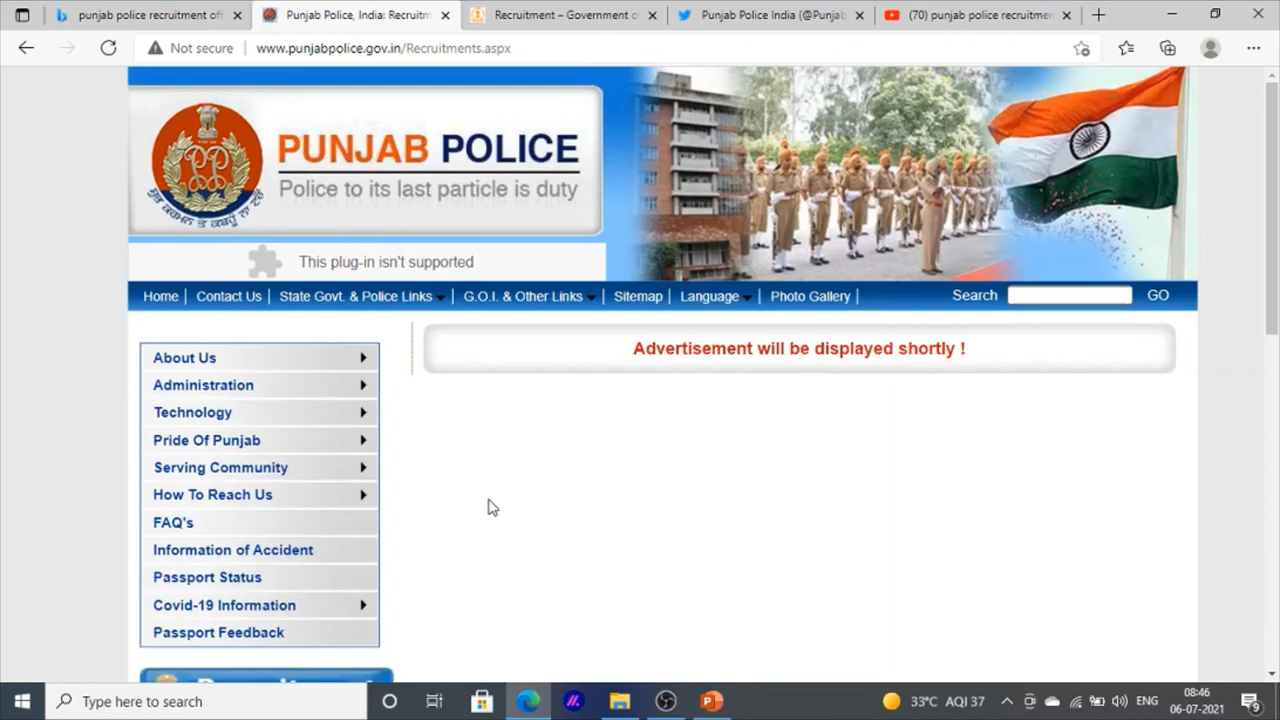 punjab police recruitment off
Punjab Police, India: Recruitm
Recruitment – Government o
Punjab Police India (@Punjab
(70) punjab police recruitmen
Not secure
www.punjabpolice.gov.in/Recruitments.aspx
PUNJAB POLICE
Police to its last particle is duty
This plug-in isn't supported
Home
Contact Us
State Govt. & Police Links
G.O.I. & Other Links
Sitemap
Language
Photo Gallery
Search
GO
Advertisement will be displayed shortly !
About Us
Administration
Technology
Pride Of Punjab
Serving Community
How To Reach Us
FAQ's
Information of Accident
Passport Status
Covid-19 Information
Passport Feedback
Type here to search
33°C AQI 37
ENG
08:46
06-07-2021
9